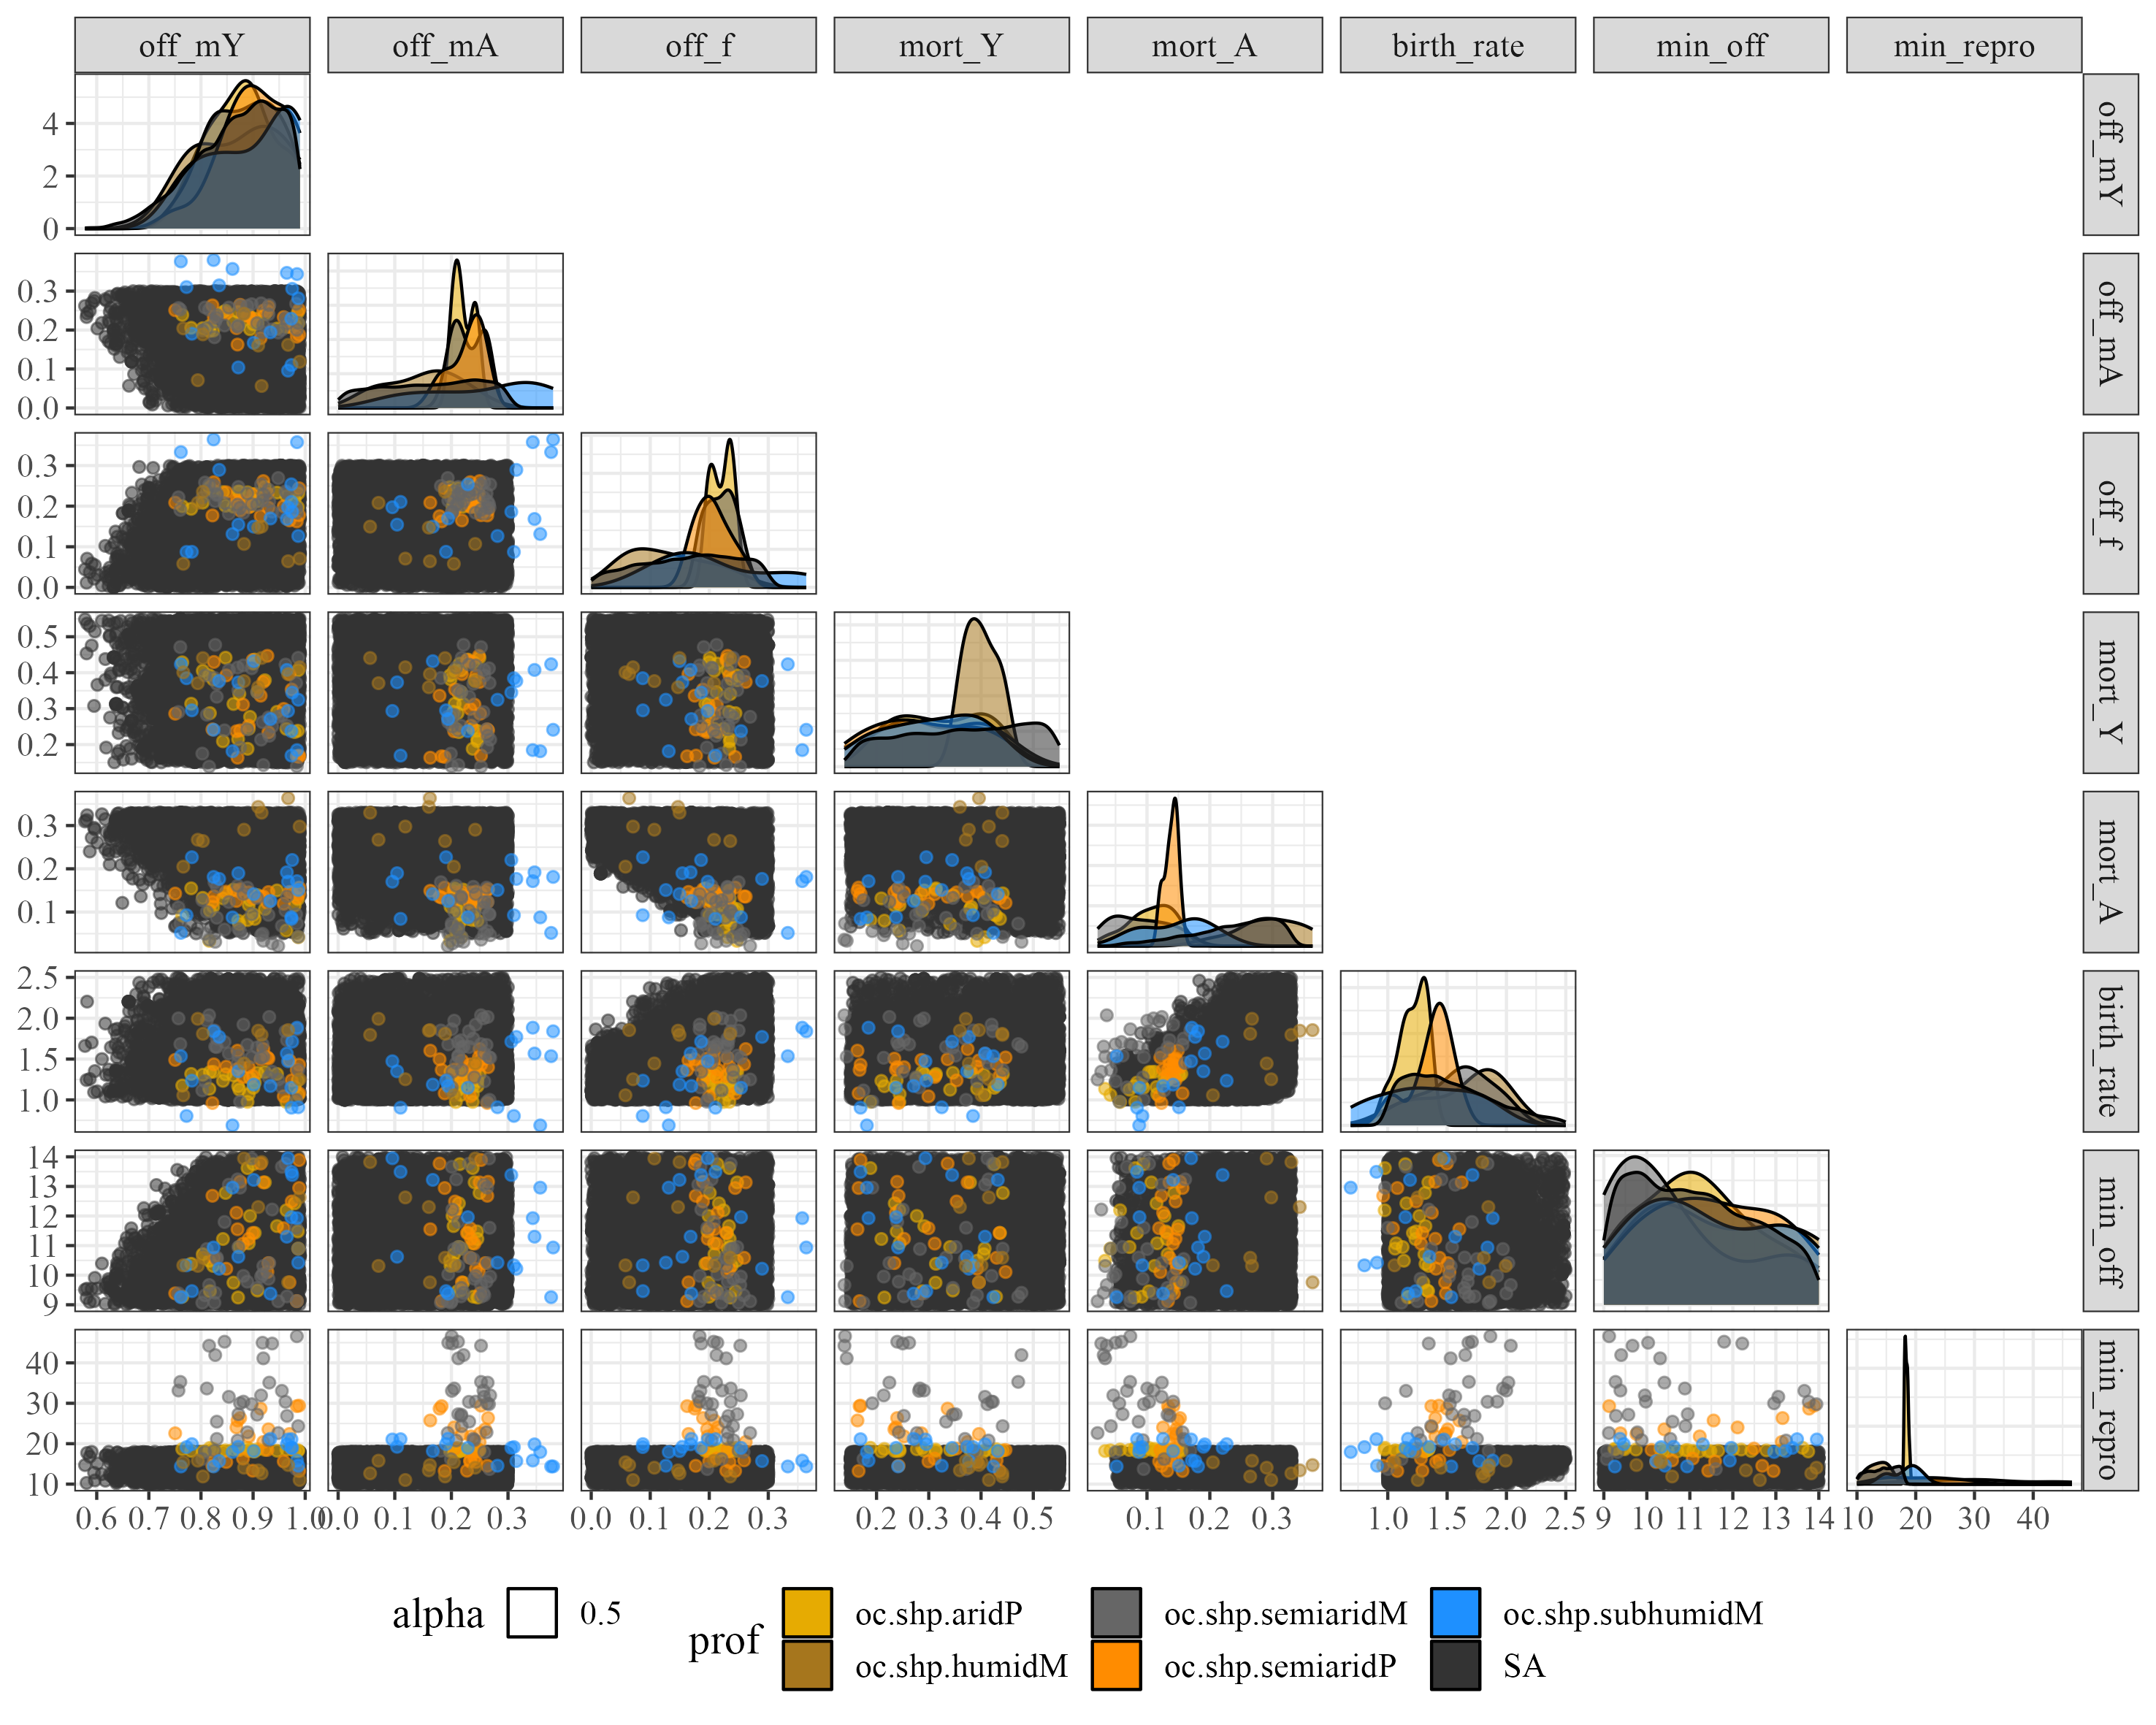 off_mY off_mA off_f mort_Y mort_A birth_rate min_off min_repro
4
2
0
off_mY
0.3
0.2
0.1
0.0
off_mA
0.3
0.2
0.1
0.0
off_f
0.5
0.4
0.3
0.2
mort_Y
0.3
0.2
0.1
mort_A
2.5
2.0
1.5
1.0
birth_rate
14
13
12
11
10
9
min_off
40
30
20
10
min_repro
0.6 0.7 0.8 0.9 1.0 0.0 0.1 0.2 0.3 0.0 0.1 0.2 0.3 0.2 0.3 0.4 0.5 0.1 0.2 0.3 1.0 1.5 2.0 2.5 9 10 11 12 13 14 10 20 30 40
alpha 0.5
prof
oc.shp.aridP oc.shp.semiaridM oc.shp.subhumidM
oc.shp.humidM oc.shp.semiaridP SA